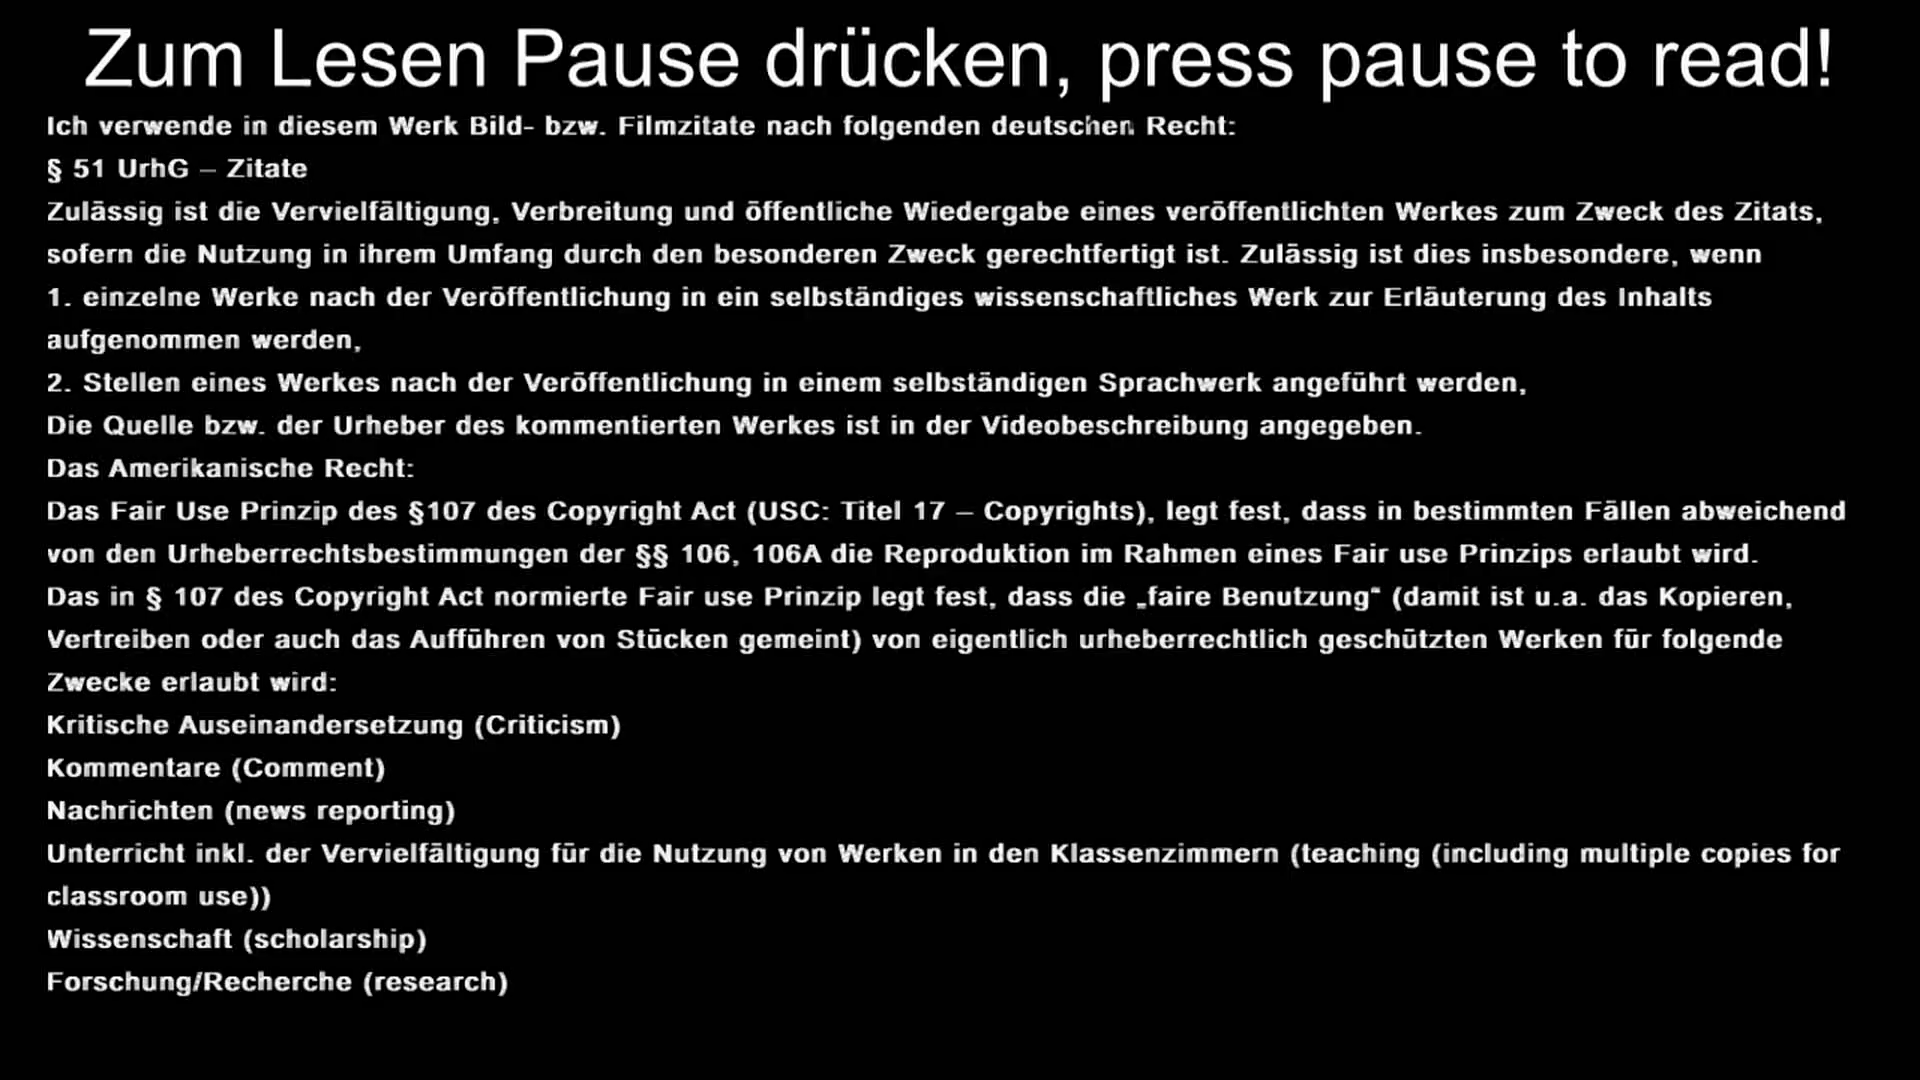 Zum Lesen Pause drücken, press pause to read!
Ich verwende in diesem Werk Bild- bzw. Filmzitate nach folgenden deutschen Recht:
§ 51 UrhG – Zitate
Zulässig ist die Vervielfältigung, Verbreitung und öffentliche Wiedergabe eines veröffentlichten Werkes zum Zweck des Zitats,
sofern die Nutzung in ihrem Umfang durch den besonderen Zweck gerechtfertigt ist. Zulässig ist dies insbesondere, wenn
1. einzelne Werke nach der Veröffentlichung in ein selbständiges wissenschaftliches Werk zur Erläuterung des Inhalts
aufgenommen werden,
2. Stellen eines Werkes nach der Veröffentlichung in einem selbständigen Sprachwerk angeführt werden,
Die Quelle bzw. der Urheber des kommentierten Werkes ist in der Videobeschreibung angegeben.
Das Amerikanische Recht:
Das Fair Use Prinzip des §107 des Copyright Act (USC: Titel 17 – Copyrights), legt fest, dass in bestimmten Fällen abweichend
von den Urheberrechtsbestimmungen der §§ 106, 106A die Reproduktion im Rahmen eines Fair use Prinzips erlaubt wird.
Das in § 107 des Copyright Act normierte Fair use Prinzip legt fest, dass die „faire Benutzung“ (damit ist u.a. das Kopieren,
Vertreiben oder auch das Aufführen von Stücken gemeint) von eigentlich urheberrechtlich geschützten Werken für folgende
Zwecke erlaubt wird:
Kritische Auseinandersetzung (Criticism)
Kommentare (Comment)
Nachrichten (news reporting)
Unterricht inkl. der Vervielfältigung für die Nutzung von Werken in den Klassenzimmern (teaching (including multiple copies for
classroom use))
Wissenschaft (scholarship)
Forschung/Recherche (research)